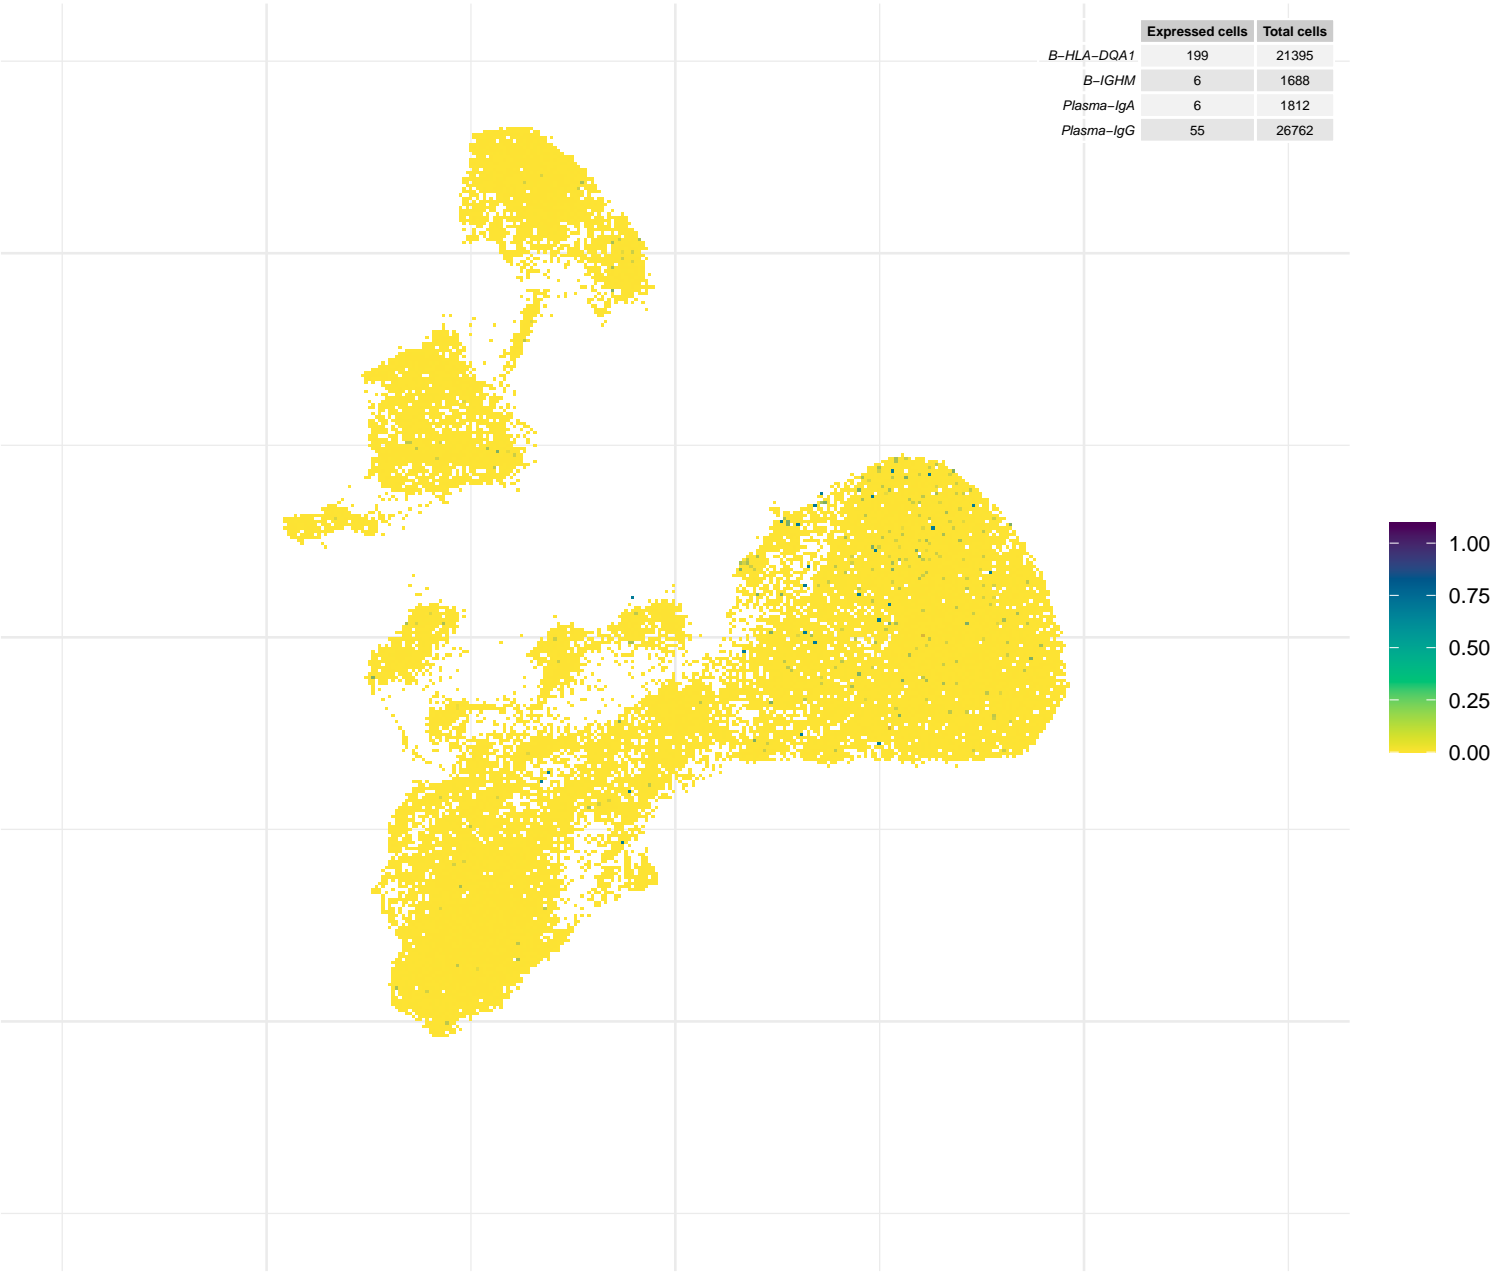 Expressed cells Total cells
B−HLA−DQA1 199 21395
B−IGHM 6 1688
Plasma−IgA 6 1812
Plasma−IgG 55 26762
1.00
0.75
0.50
0.25
0.00